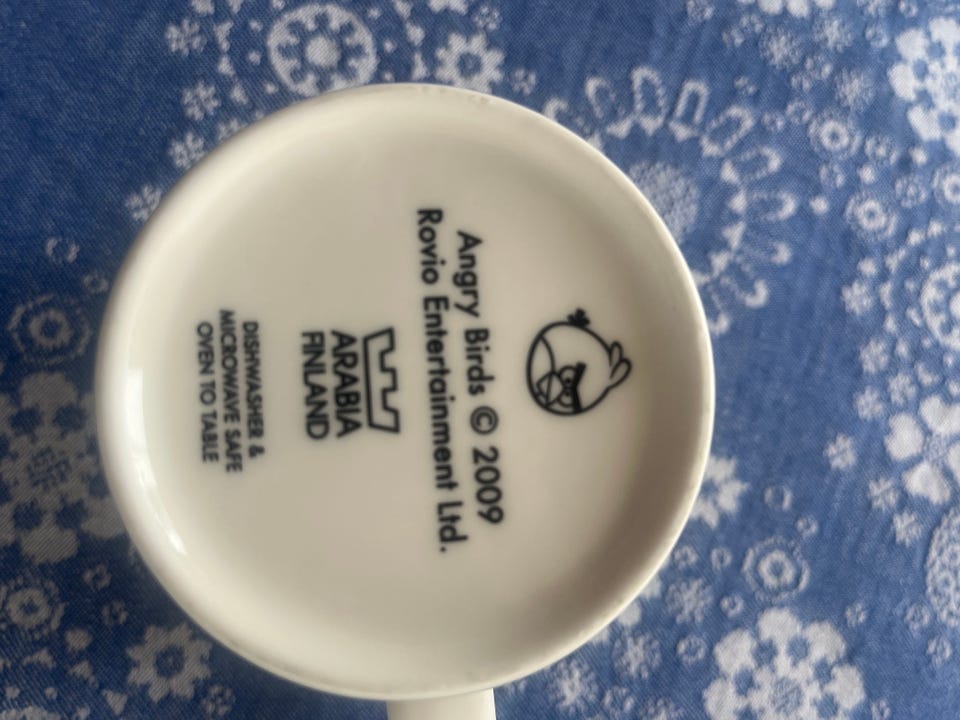 Angry Birds © 2009
Rovio Entertainment Ltd.
ARABIA
FINLAND
DISHWASHER &
MICROWAVE SAFE
OVEN TO TABLE